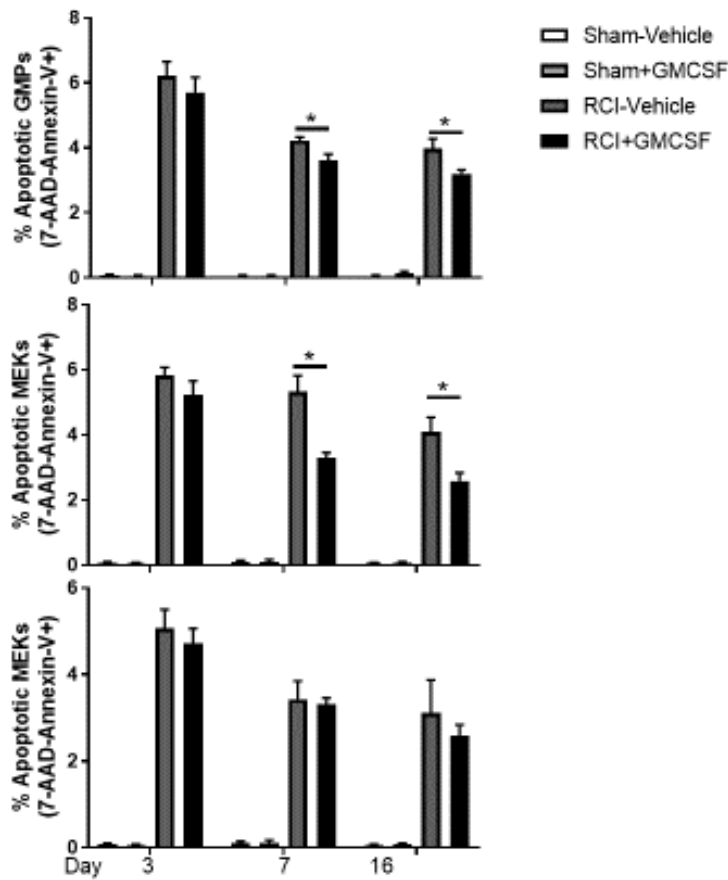 8
6
4
2
0
% Apoptotic GMPs
(7-AAD-Annexin-V+)
*
*
Sham-Vehicle
Sham+GMCSF
RCI-Vehicle
RCI+GMCSF
8
6
4
2
0
% Apoptotic MEKs
(7-AAD-Annexin-V+)
*
*
6
4
2
0
% Apoptotic MEKs
(7-AAD-Annexin-V+)
Day 3 7 16